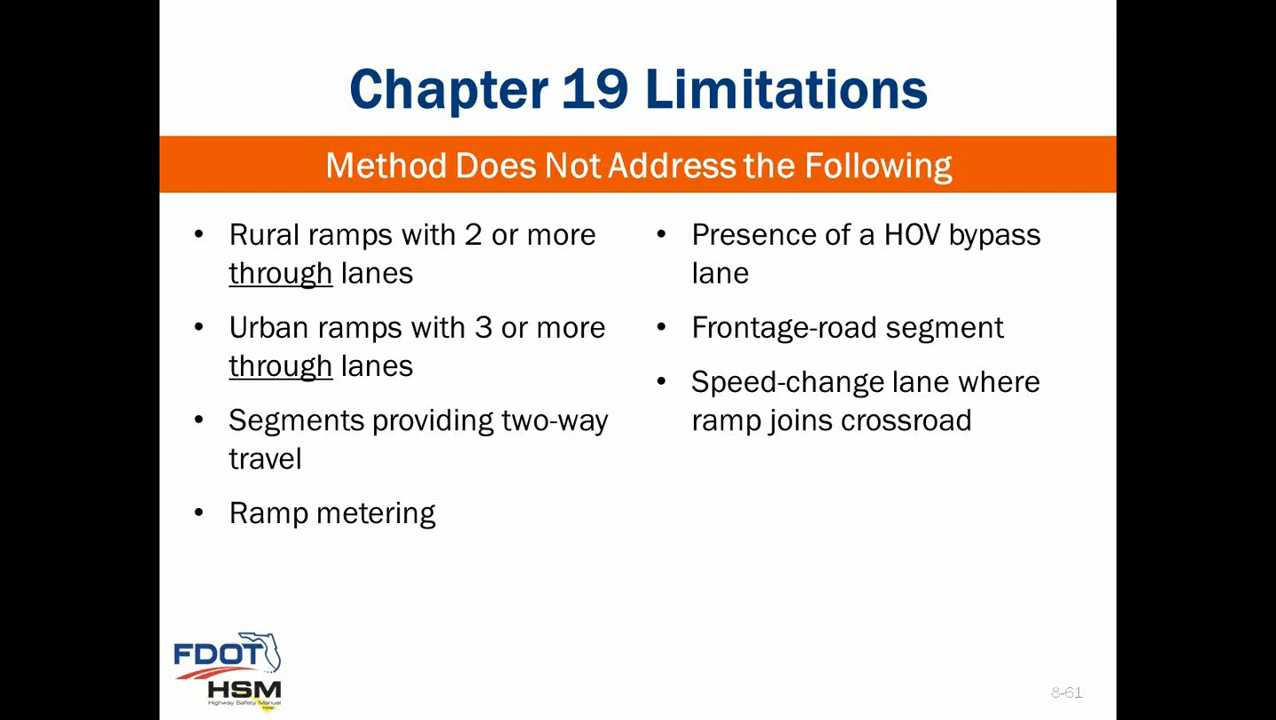 Chapter 19 Limitations
Method Does Not Address the Following
• Rural ramps with 2 or more
through lanes
• Urban ramps with 3 or more
through lanes
• Segments providing two-way
travel
• Ramp metering
• Presence of a HOV bypass
lane
• Frontage-road segment
• Speed-change lane where
ramp joins crossroad
FDOT
HSM
Highway Safety Manual
8-61